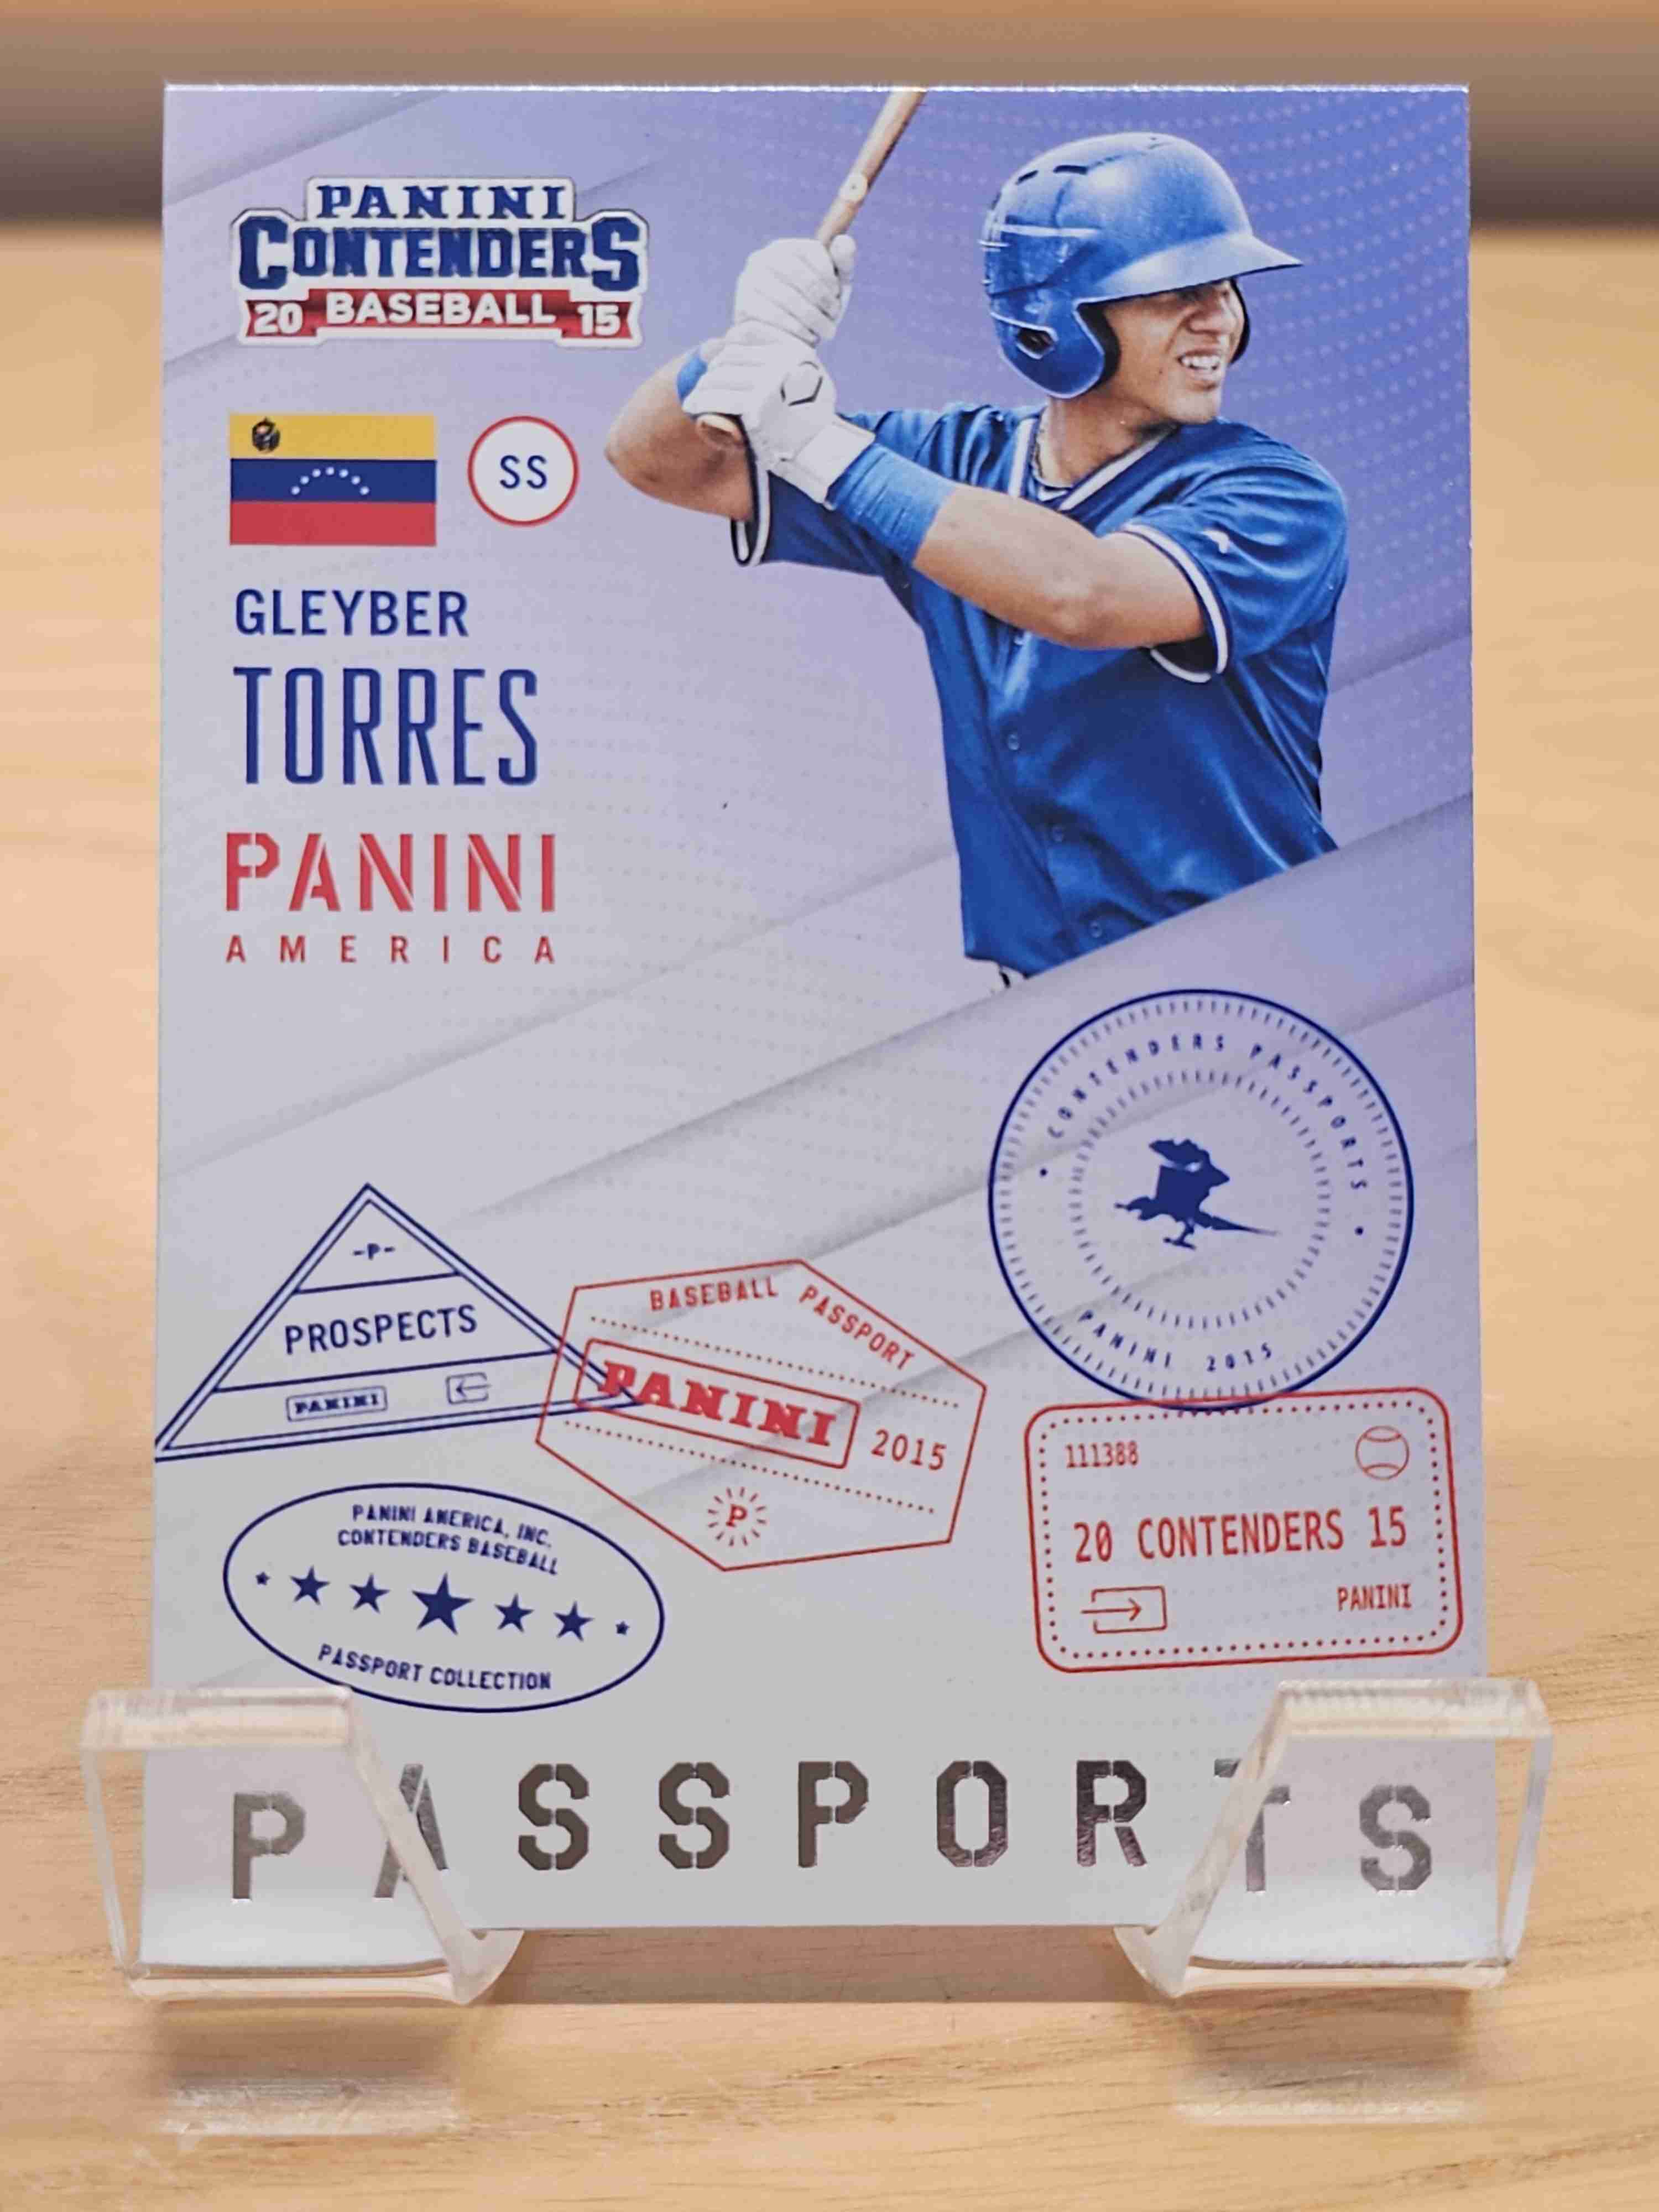 PANINI
CONTENDERS
20 BASEBALL 15
SS
GLEYBER
TORRES
PANINI
AMERICA
• CONTENDERS PASSPORTS •
PANINI 2015
-P-
PROSPECTS
PANINI
BASEBALL PASSPORT
PANINI 2015
P
111388
20 CONTENDERS 15
PANINI
PANINI AMERICA, INC.
CONTENDERS BASEBALL
PASSPORT COLLECTION
PASSPORTS